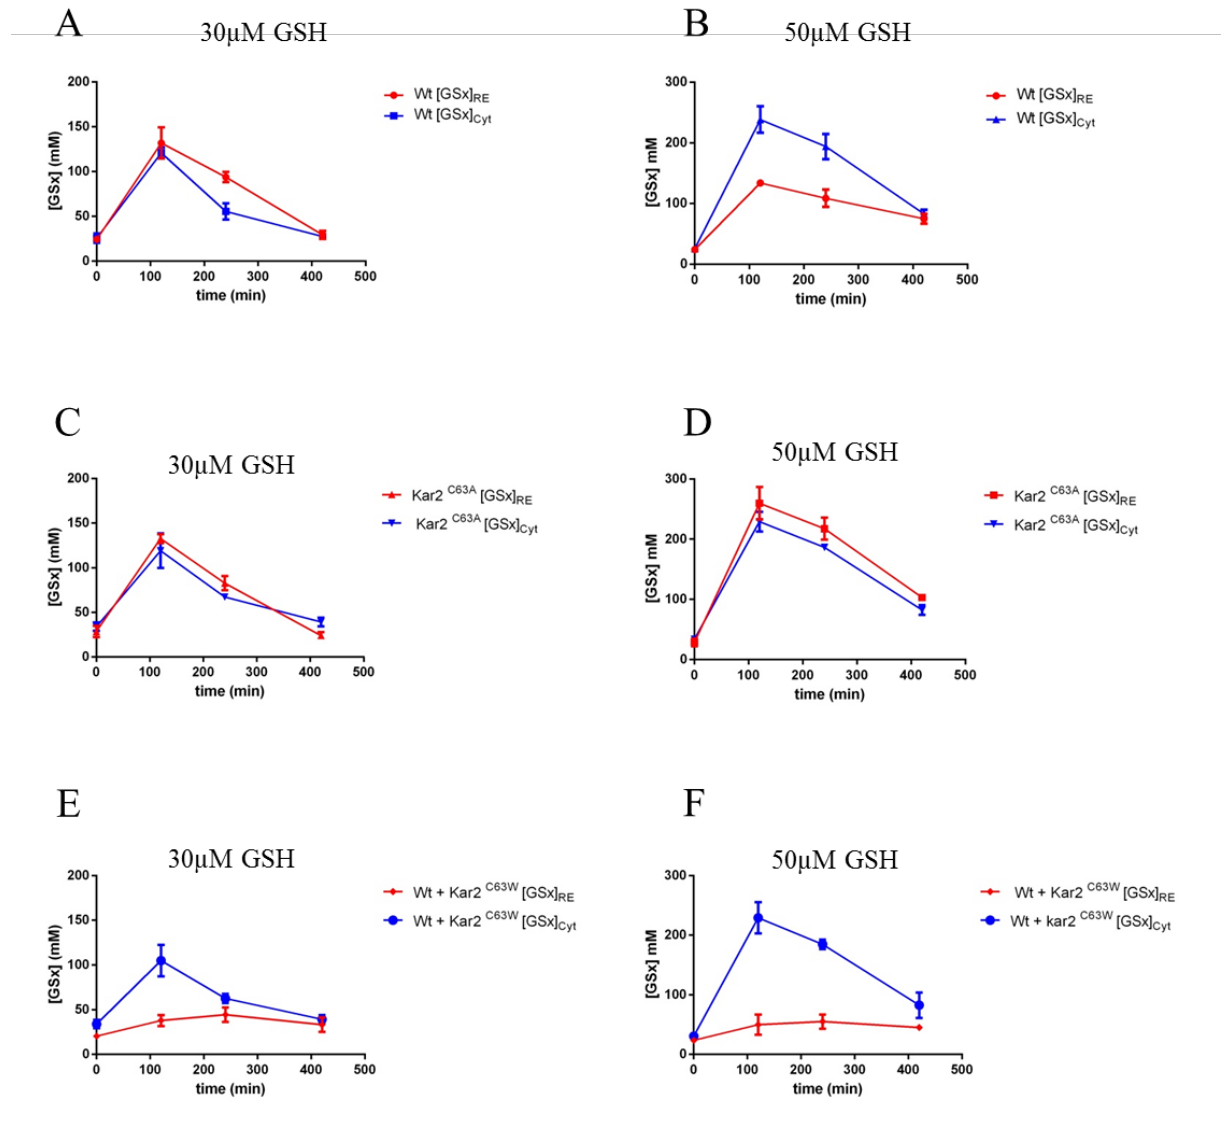 A
30µM GSH
200
150
100
50
0
[GSx] (mM)
0 100 200 300 400 500
time (min)
Wt [GSx]RE
Wt [GSx]Cyt
B
50µM GSH
300
200
100
0
[GSx] mM
0 100 200 300 400 500
time (min)
Wt [GSx]RE
Wt [GSx]Cyt
C
30µM GSH
200
150
100
50
0
[GSx] (mM)
0 100 200 300 400 500
time (min)
Kar2 C63A [GSx]RE
Kar2 C63A [GSx]Cyt
D
50µM GSH
300
200
100
0
[GSx] mM
0 100 200 300 400 500
time (min)
Kar2 C63A [GSx]RE
Kar2 C63A [GSx]Cyt
E
30µM GSH
200
150
100
50
0
[GSx] (mM)
0 100 200 300 400 500
time (min)
Wt + Kar2 C63W [GSx]RE
Wt + Kar2 C63W [GSx]Cyt
F
50µM GSH
300
200
100
0
[GSx] mM
0 100 200 300 400 500
time (min)
Wt + Kar2 C63W [GSx]RE
Wt + kar2 C63W [GSx]Cyt